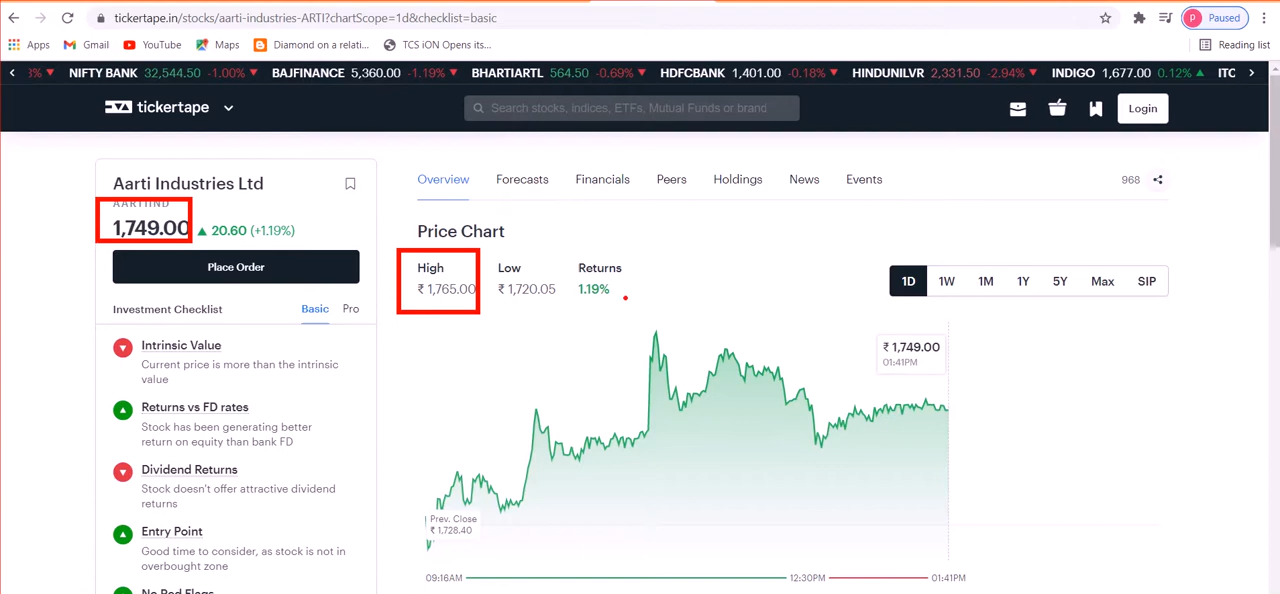 tickertape.in/stocks/aarti-industries-ARTI?chartScope=1d&checklist=basic
P Paused
Apps Gmail YouTube Maps Diamond on a relati... TCS iON Opens its... Reading list
3% NIFTY BANK 32,544.50 -1.00% BAJFINANCE 5,360.00 -1.19% BHARTIARTL 564.50 -0.69% HDFCBANK 1,401.00 -0.18% HINDUNILVR 2,331.50 -2.94% INDIGO 1,677.00 0.12% ITC
tickertape
Search stocks, indices, ETFs, Mutual Funds or brand
Login
Aarti Industries Ltd
AARTIIND
1,749.00 20.60 (+1.19%)
Place Order
Investment Checklist Basic Pro
Intrinsic Value
Current price is more than the intrinsic
value
Returns vs FD rates
Stock has been generating better
return on equity than bank FD
Dividend Returns
Stock doesn't offer attractive dividend
returns
Entry Point
Good time to consider, as stock is not in
overbought zone
No Red Flags
Overview Forecasts Financials Peers Holdings News Events 968
Price Chart
High Low Returns
₹ 1,765.00 ₹ 1,720.05 1.19%
1D 1W 1M 1Y 5Y Max SIP
₹ 1,749.00
01:41PM
Prev. Close
₹ 1,728.40
09:16AM 12:30PM 01:41PM